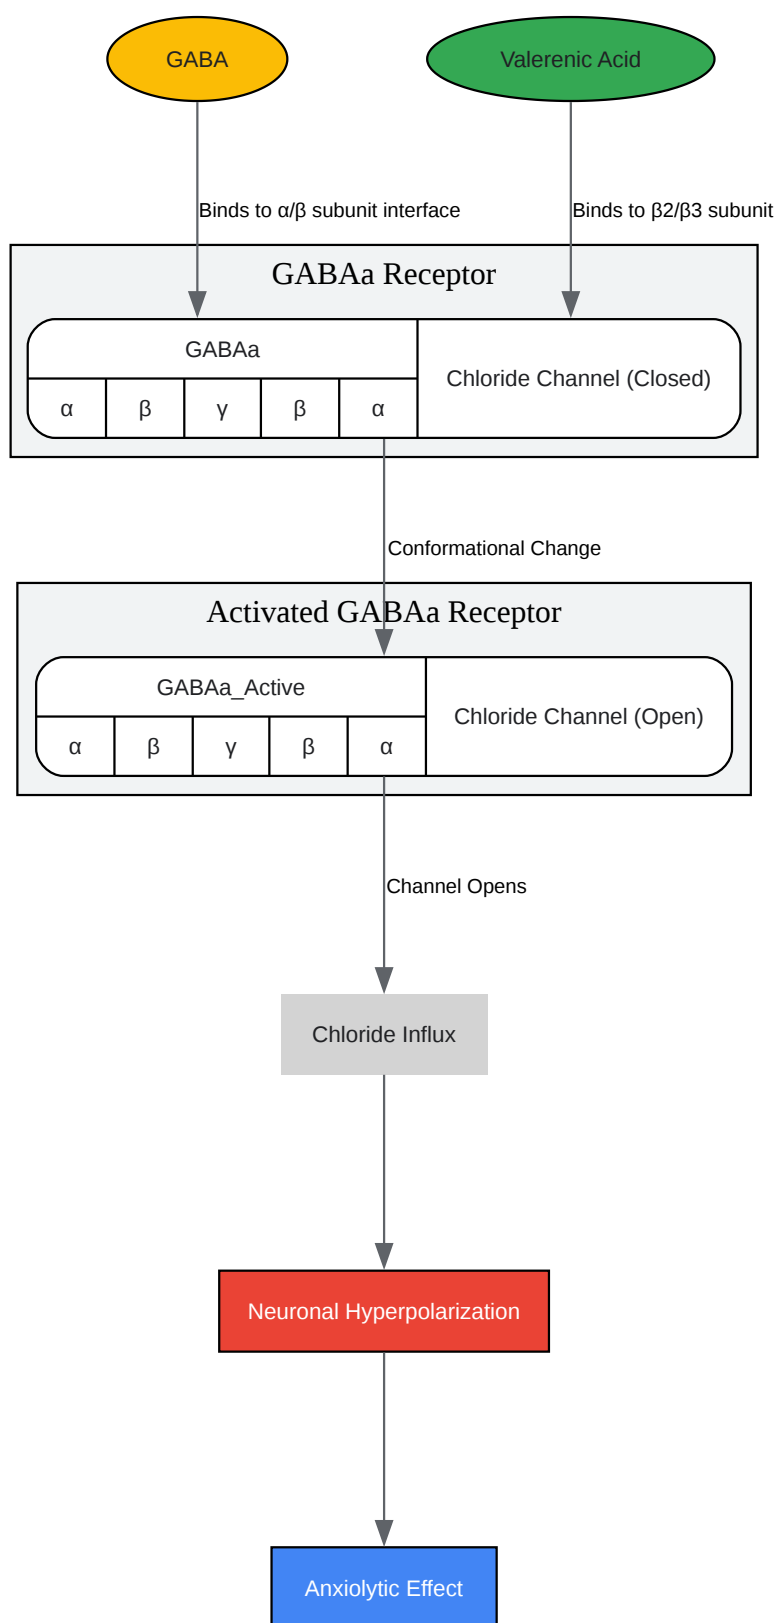 GABA
Valerenic Acid
Binds to α/β subunit interface
Binds to β2/β3 subunit
GABAa Receptor
GABAa
Chloride Channel (Closed)
α β γ β α
Conformational Change
Activated GABAa Receptor
GABAa_Active
Chloride Channel (Open)
α β γ β α
Channel Opens
Chloride Influx
Neuronal Hyperpolarization
Anxiolytic Effect